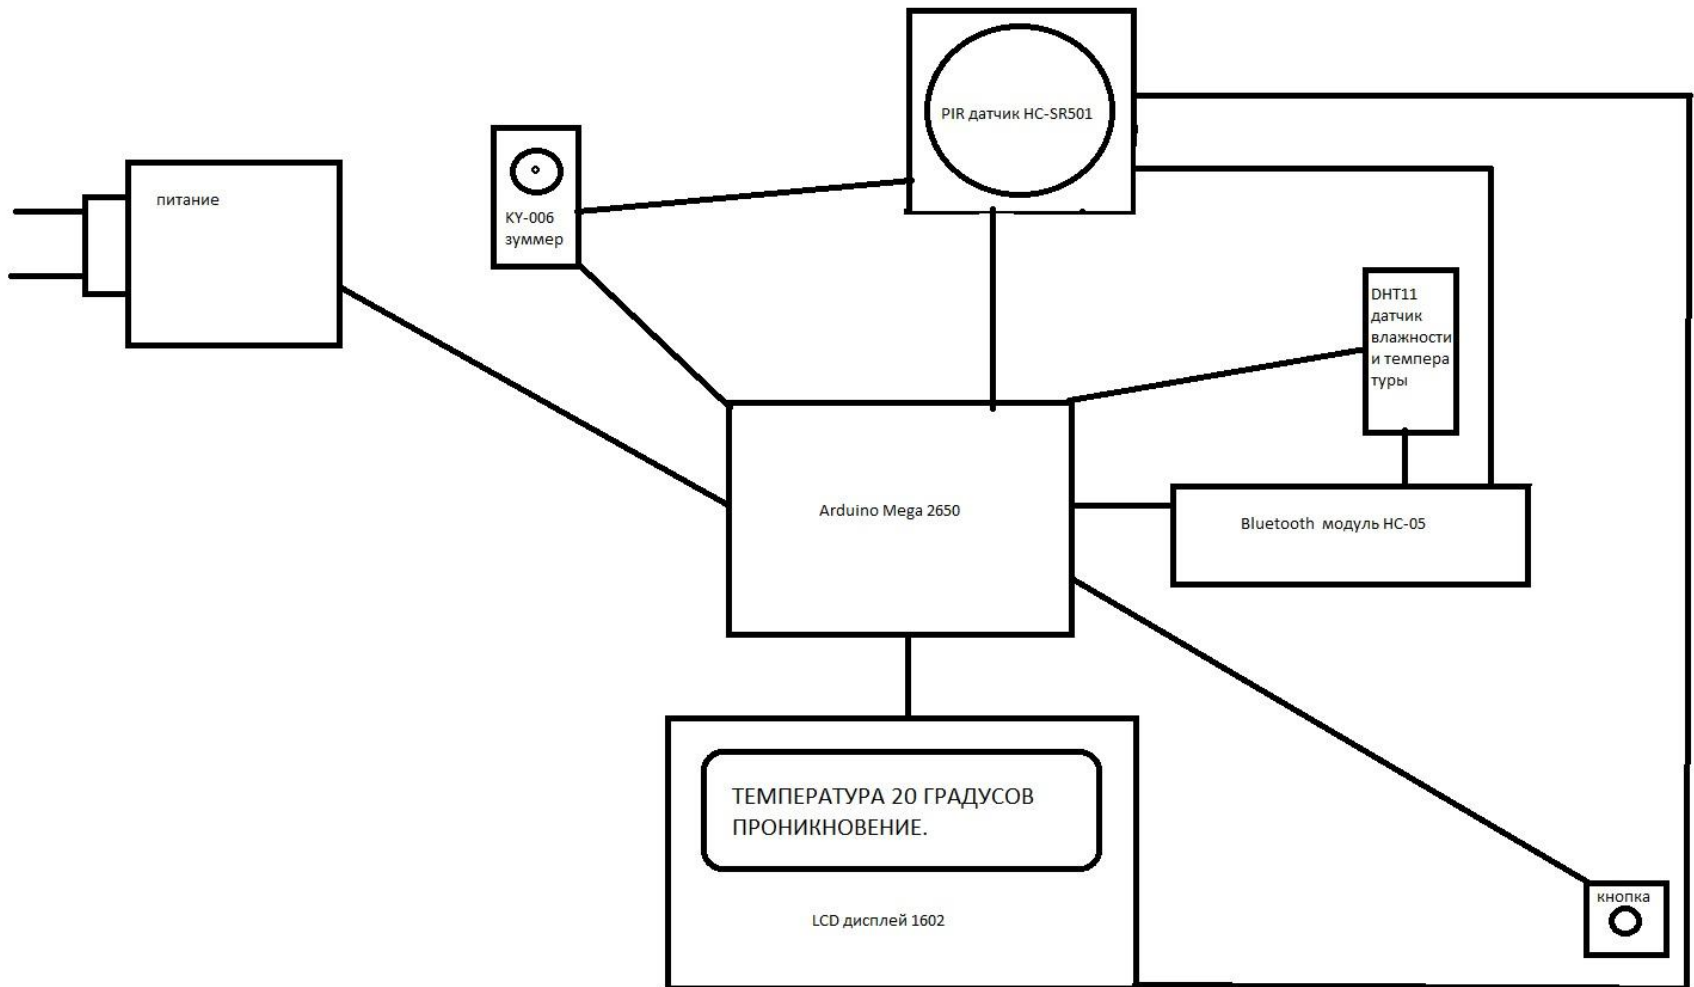 PIR датчик HC-SR501
питание
KY-006
зуммер
DHT11
датчик
влажности
и темпера
туры
Arduino Mega 2650
Bluetooth модуль HC-05
ТЕМПЕРАТУРА 20 ГРАДУСОВ
ПРОНИКНОВЕНИЕ.
LCD дисплей 1602
кнопка